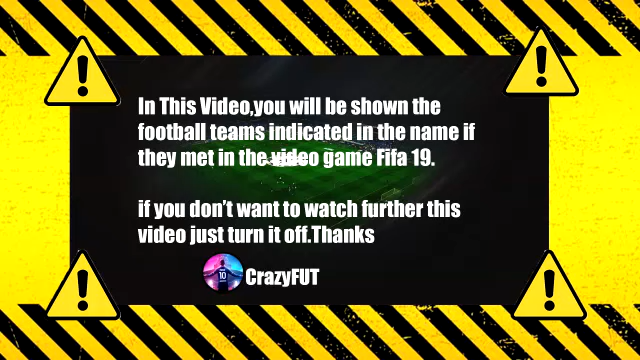 In This Video,you will be shown the
football teams indicated in the name if
they met in the video game Fifa 19.
if you don't want to watch further this
video just turn it off.Thanks
10
CrazyFUT